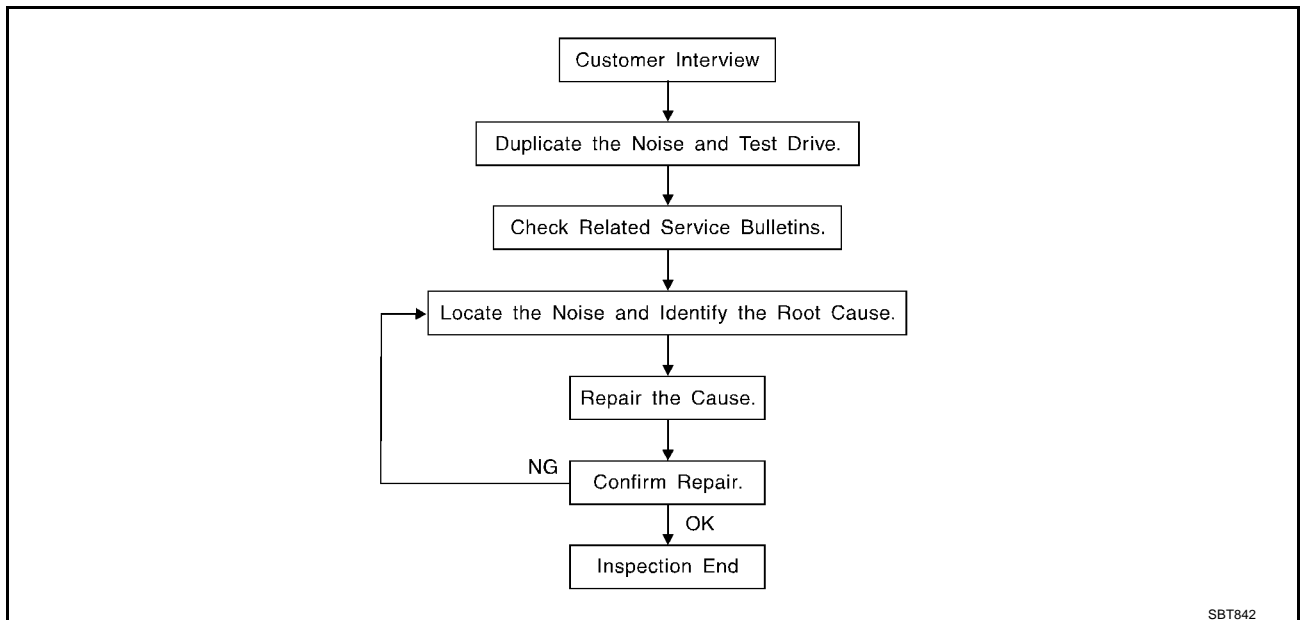 Customer Interview
Duplicate the Noise and Test Drive.
Check Related Service Bulletins.
Locate the Noise and Identify the Root Cause.
Repair the Cause.
NG
Confirm Repair.
OK
Inspection End
SBT842